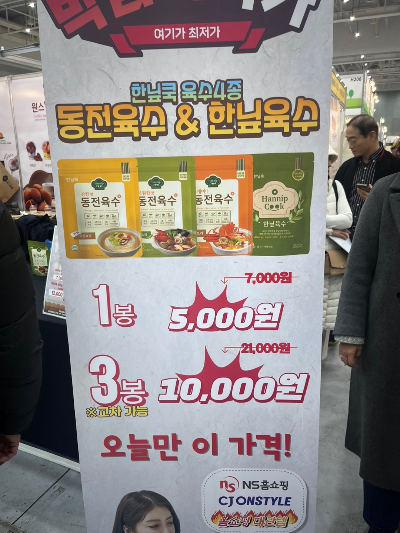 여기가 최저가
한닢쿡 육수4종
동전육수 & 한닢육수
동전육수
동전육수
동전육수
Hannip
Cook
한닢육수
7,000원
1봉 5,000원
21,000원
3봉 10,000원
※교차 가능
오늘만 이 가격!
ns NS홈쇼핑
CJ ONSTYLE
원스